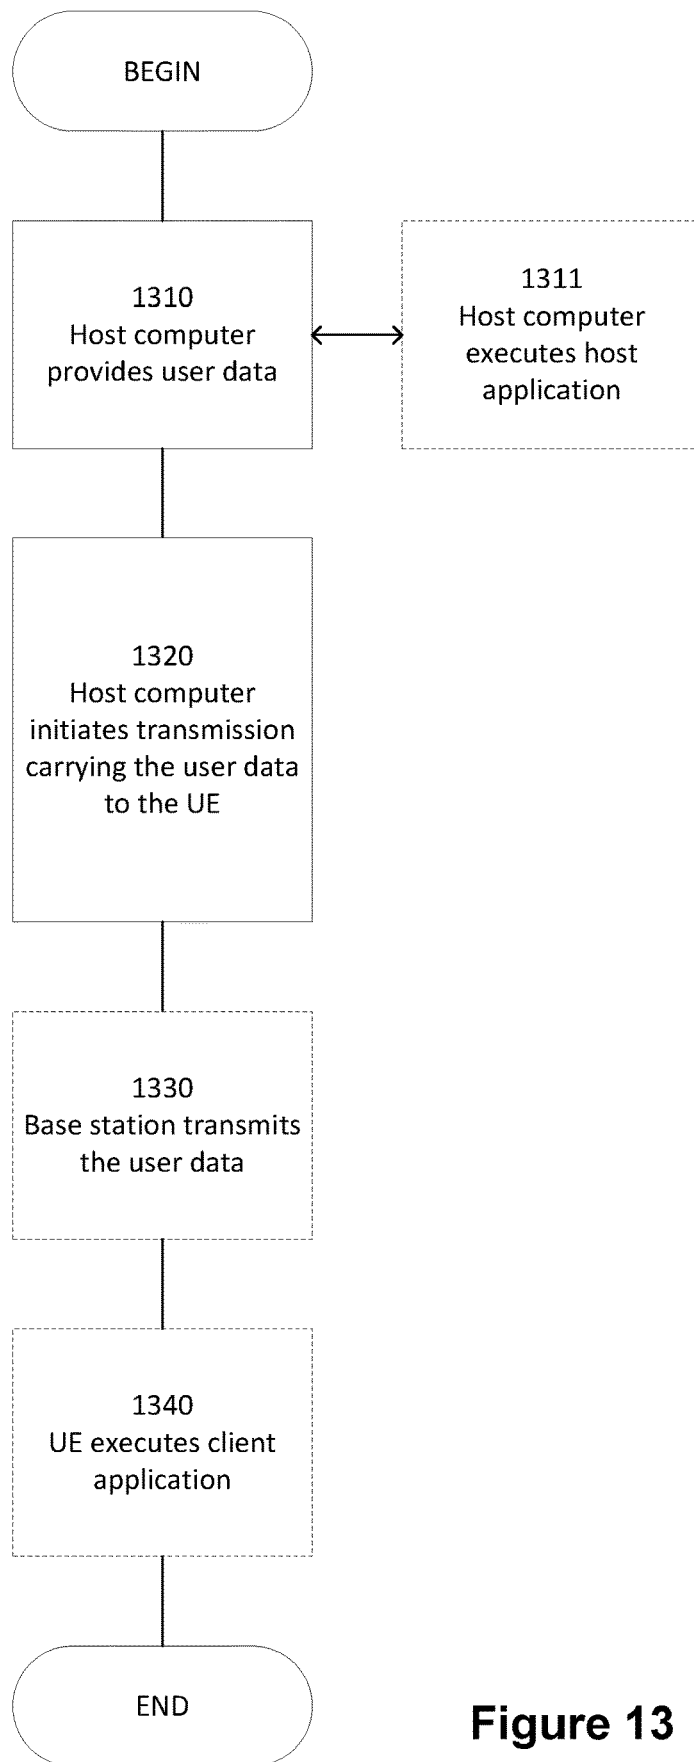 BEGIN
1310
Host computer
provides user data
1311
Host computer
executes host
application
1320
Host computer
initiates transmission
carrying the user data
to the UE
1330
Base station transmits
the user data
1340
UE executes client
application
END
Figure 13